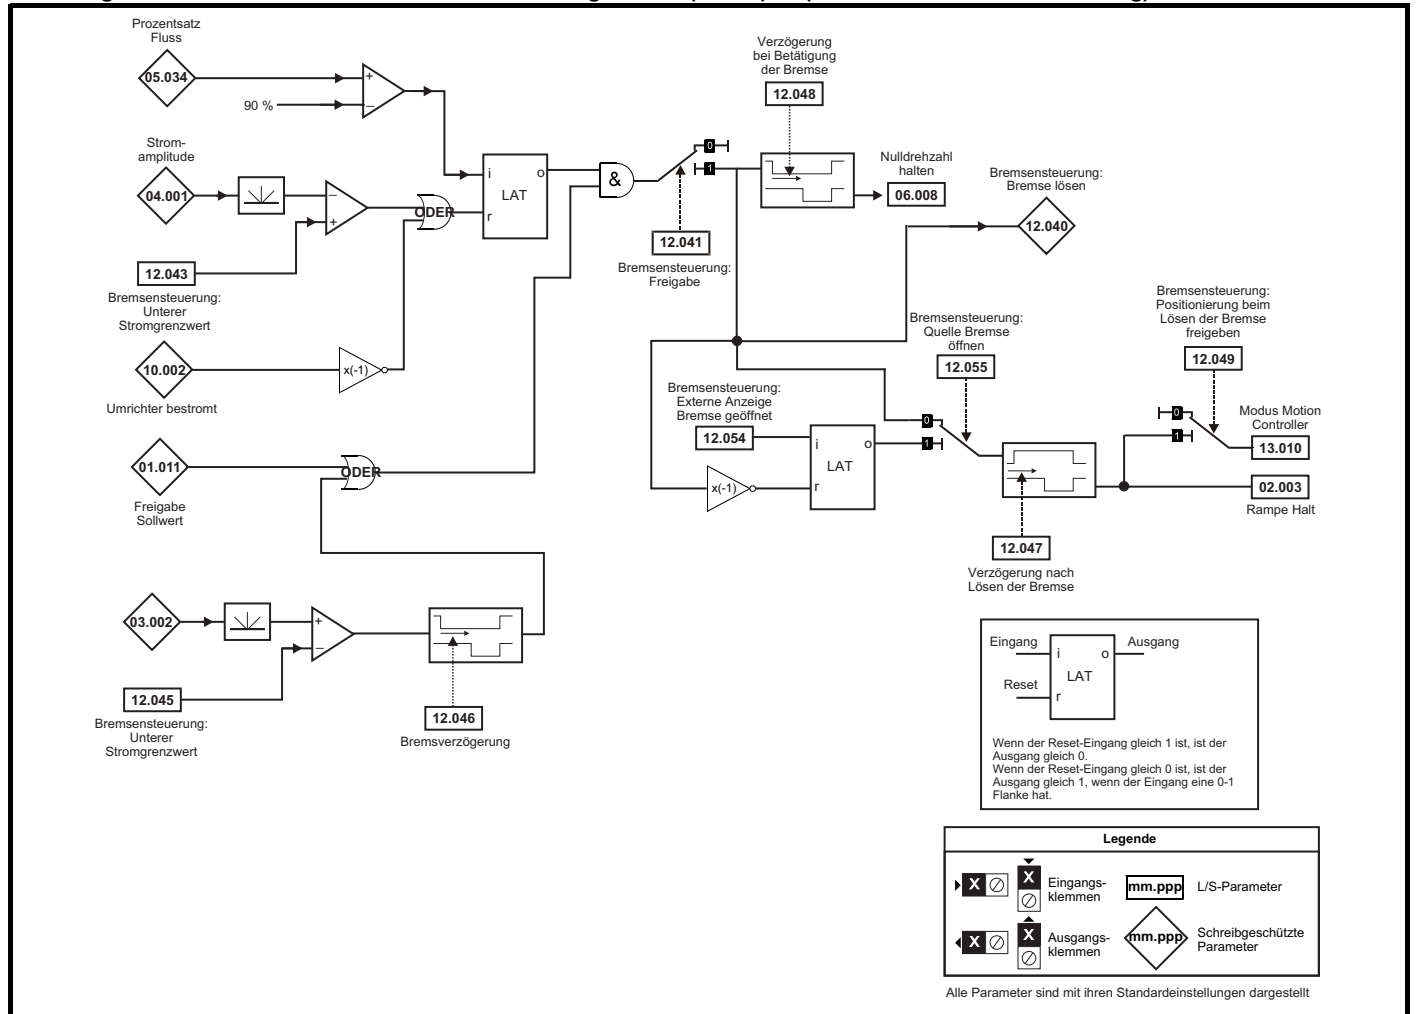 Prozentsatz
Fluss
05.034
+
90 %
–
Strom-
amplitude
04.001
–
+
ODER
12.043
Bremsensteuerung:
Unterer
Stromgrenzwert
10.002
x(-1)
Umrichter bestromt
01.011
ODER
Freigabe
Sollwert
i
o
LAT
r
&
0
1
12.041
Bremsensteuerung:
Freigabe
Verzögerung
bei Betätigung
der Bremse
12.048
Nulldrehzahl
halten
06.008
Bremsensteuerung:
Bremse lösen
12.040
Bremsensteuerung:
Quelle Bremse
öffnen
12.055
Bremsensteuerung:
Positionierung beim
Lösen der Bremse
freigeben
12.049
Bremsensteuerung:
Externe Anzeige
Bremse geöffnet
12.054
i
o
LAT
r
x(-1)
0
1
0
1
Modus Motion
Controller
13.010
02.003
Rampe Halt
12.047
Verzögerung nach
Lösen der Bremse
03.002
+
–
12.045
Bremsensteuerung:
Unterer
Stromgrenzwert
12.046
Bremsverzögerung
Eingang
i
o
Ausgang
LAT
Reset
r
Wenn der Reset-Eingang gleich 1 ist, ist der
Ausgang gleich 0.
Wenn der Reset-Eingang gleich 0 ist, ist der
Ausgang gleich 1, wenn der Eingang eine 0-1
Flanke hat.
Legende
X
X
Eingangs-
klemmen
mm.ppp
L/S-Parameter
X
X
Ausgangs-
klemmen
mm.ppp
Schreibgeschützte
Parameter
Alle Parameter sind mit ihren Standardeinstellungen dargestellt